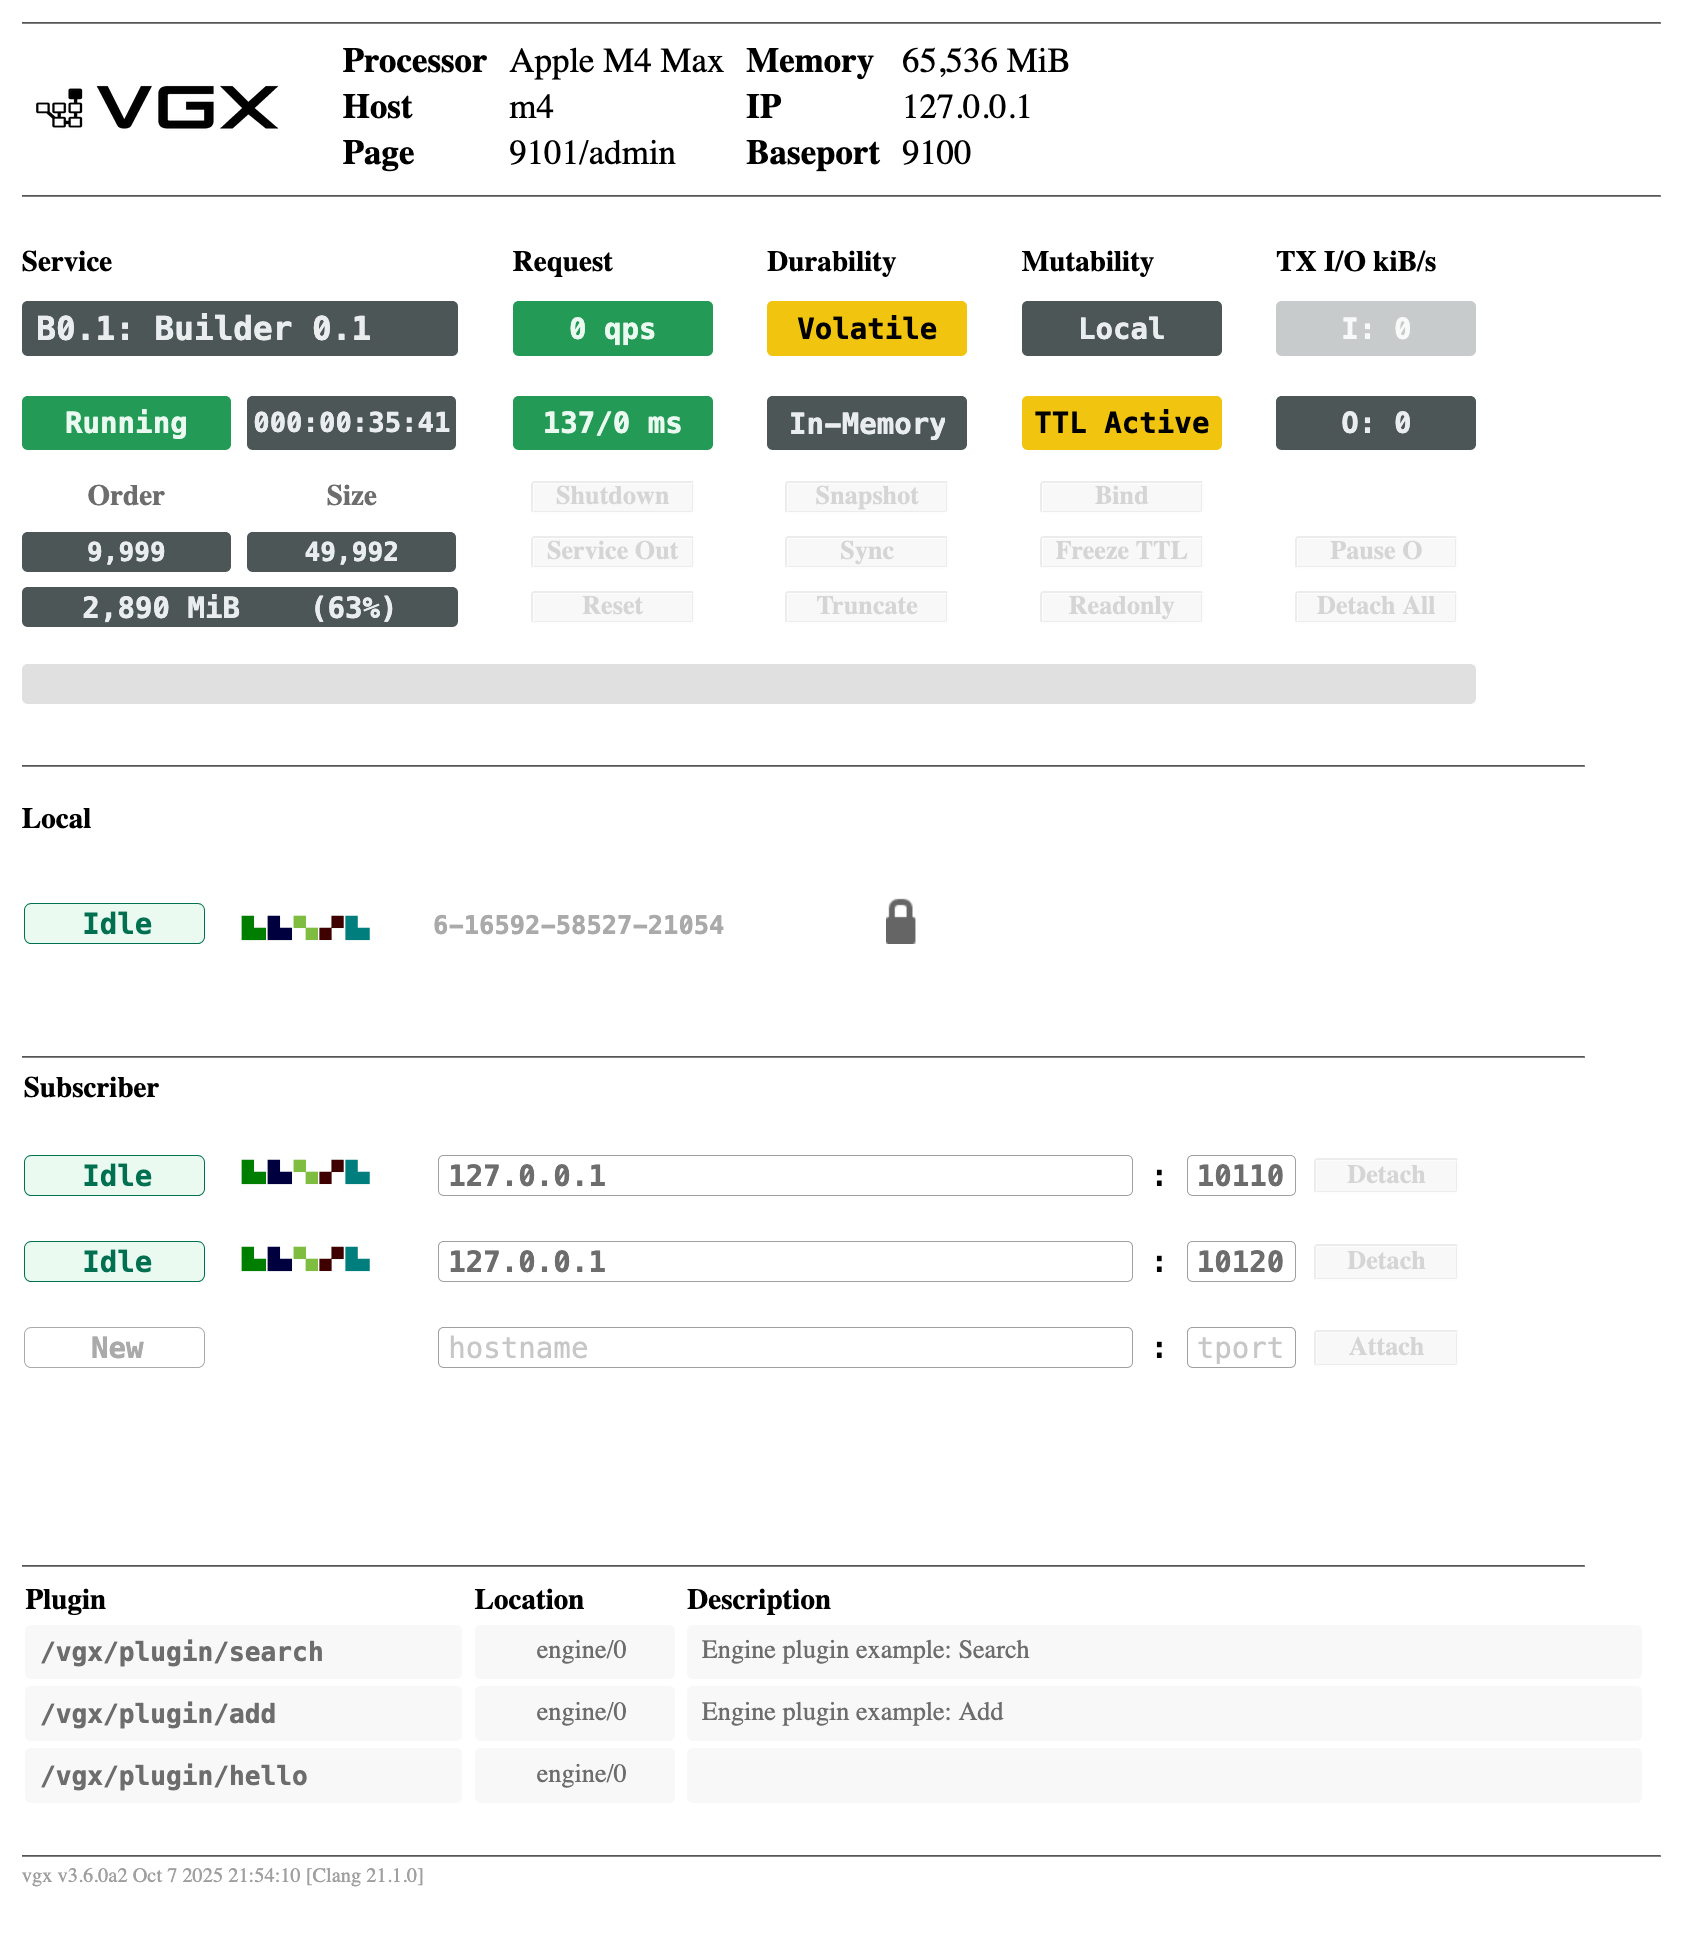 VGX
Processor Apple M4 Max Memory 65,536 MiB
Host m4 IP 127.0.0.1
Page 9101/admin Baseport 9100
Service Request Durability Mutability TX I/O kiB/s
B0.1: Builder 0.1 0 qps Volatile Local I: 0
Running 000:00:35:41 137/0 ms In-Memory TTL Active O: 0
Order Size Shutdown Snapshot Bind
9,999 49,992 Service Out Sync Freeze TTL Pause O
2,890 MiB (63%) Reset Truncate Readonly Detach All
Local
Idle 6-16592-58527-21054
Subscriber
Idle 127.0.0.1 : 10110 Detach
Idle 127.0.0.1 : 10120 Detach
New hostname : tport Attach
Plugin Location Description
/vgx/plugin/search engine/0 Engine plugin example: Search
/vgx/plugin/add engine/0 Engine plugin example: Add
/vgx/plugin/hello engine/0
vgx v3.6.0a2 Oct 7 2025 21:54:10 [Clang 21.1.0]